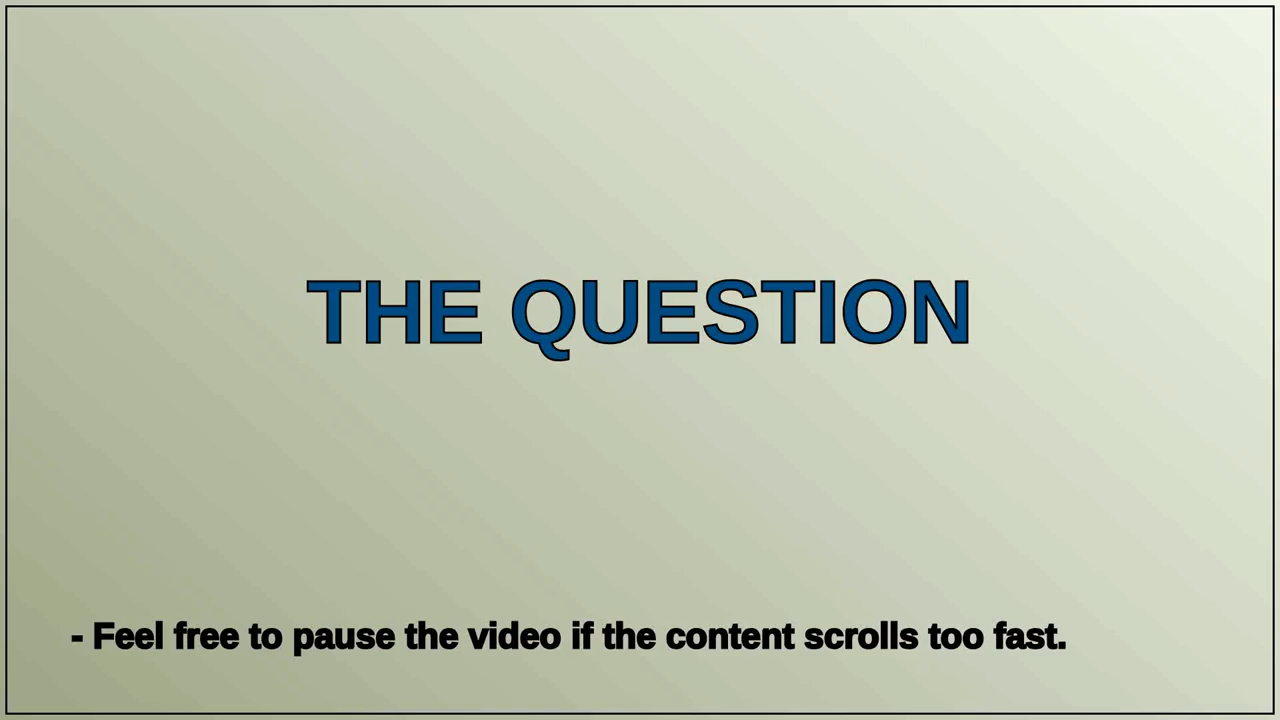 THE QUESTION
- Feel free to pause the video if the content scrolls too fast.